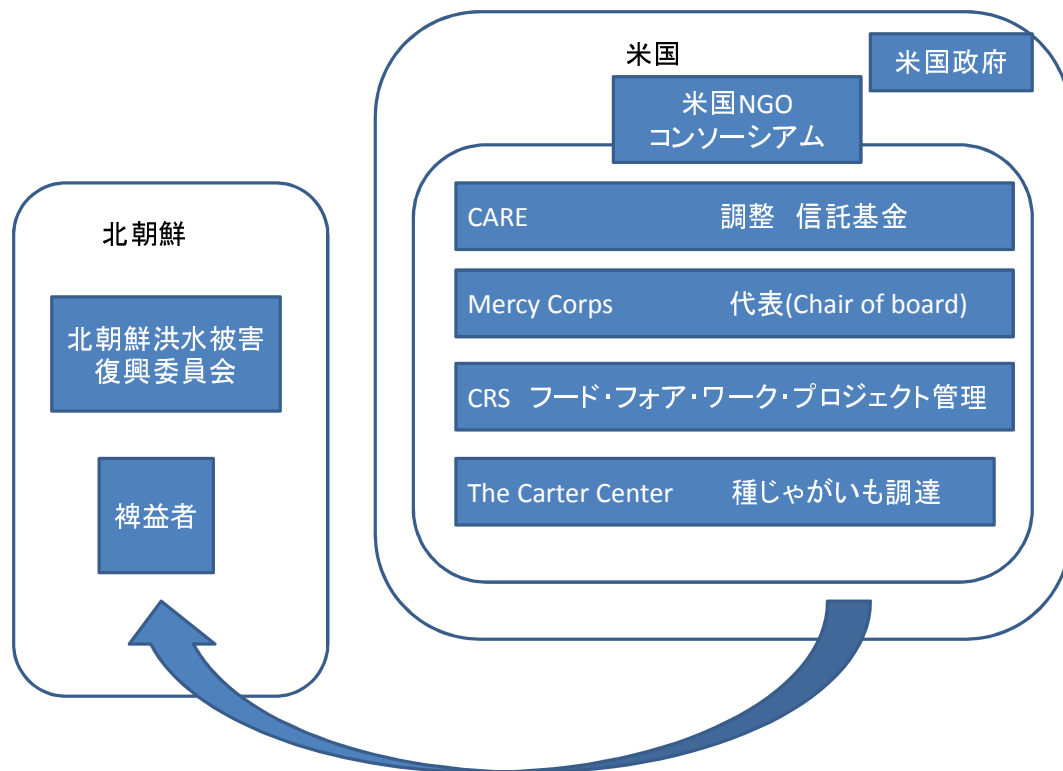 米国
米国政府
米国NGO
コンソーシアム
CARE 調整 信託基金
Mercy Corps 代表(Chair of board)
CRS フード・フォア・ワーク・プロジェクト管理
The Carter Center 種じゃがいも調達
北朝鮮
北朝鮮洪水被害
復興委員会
裨益者